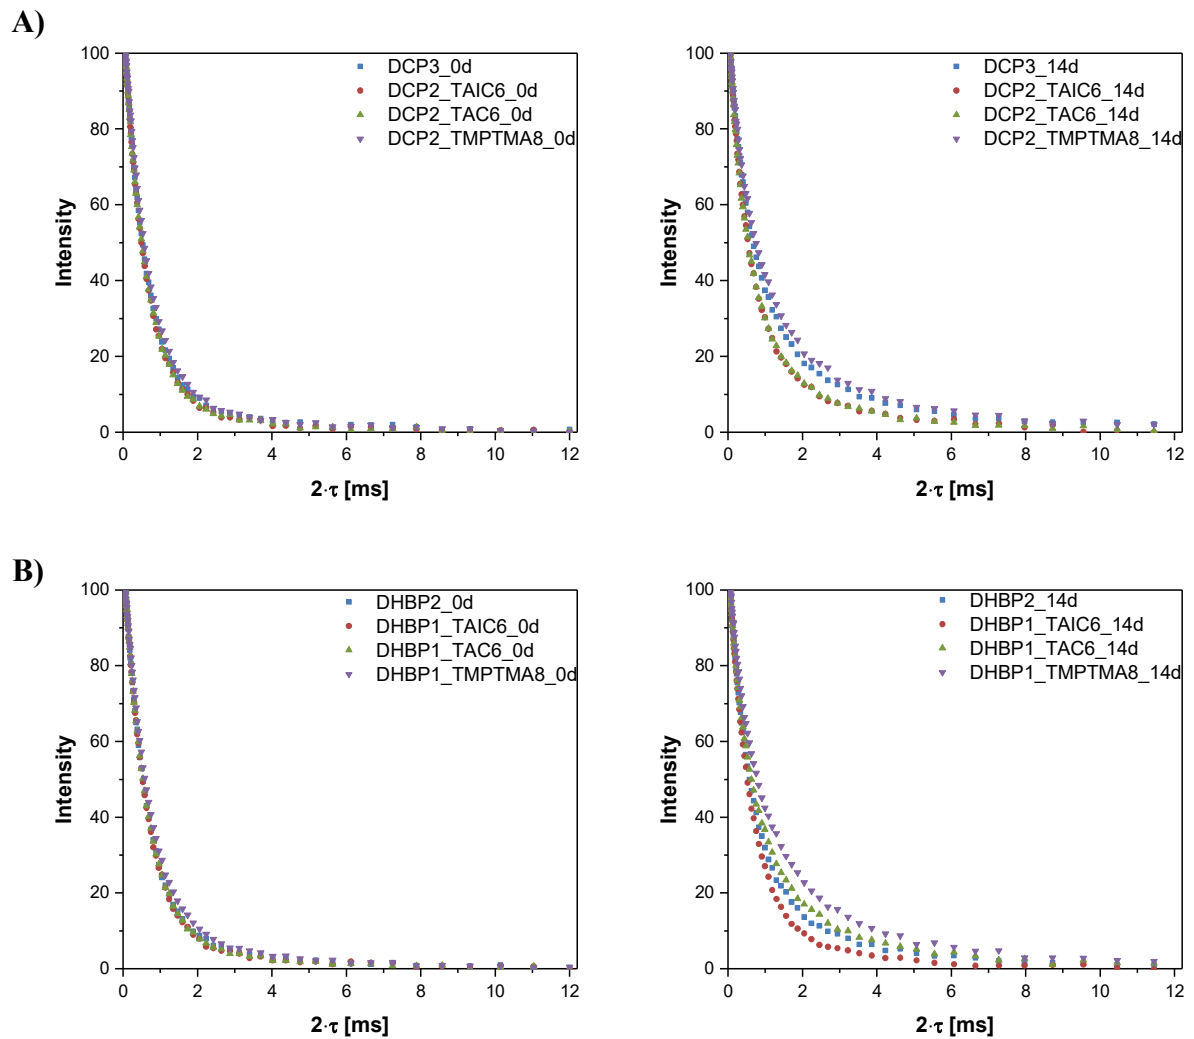 A)
DCP3_0d
DCP2_TAIC6_0d
DCP2_TAC6_0d
DCP2_TMPTMA8_0d
Intensity
100
80
60
40
20
0
0 2 4 6 8 10 12
2·τ [ms]
DCP3_14d
DCP2_TAIC6_14d
DCP2_TAC6_14d
DCP2_TMPTMA8_14d
Intensity
100
80
60
40
20
0
0 2 4 6 8 10 12
2·τ [ms]
B)
DHBP2_0d
DHBP1_TAIC6_0d
DHBP1_TAC6_0d
DHBP1_TMPTMA8_0d
Intensity
100
80
60
40
20
0
0 2 4 6 8 10 12
2·τ [ms]
DHBP2_14d
DHBP1_TAIC6_14d
DHBP1_TAC6_14d
DHBP1_TMPTMA8_14d
Intensity
100
80
60
40
20
0
0 2 4 6 8 10 12
2·τ [ms]